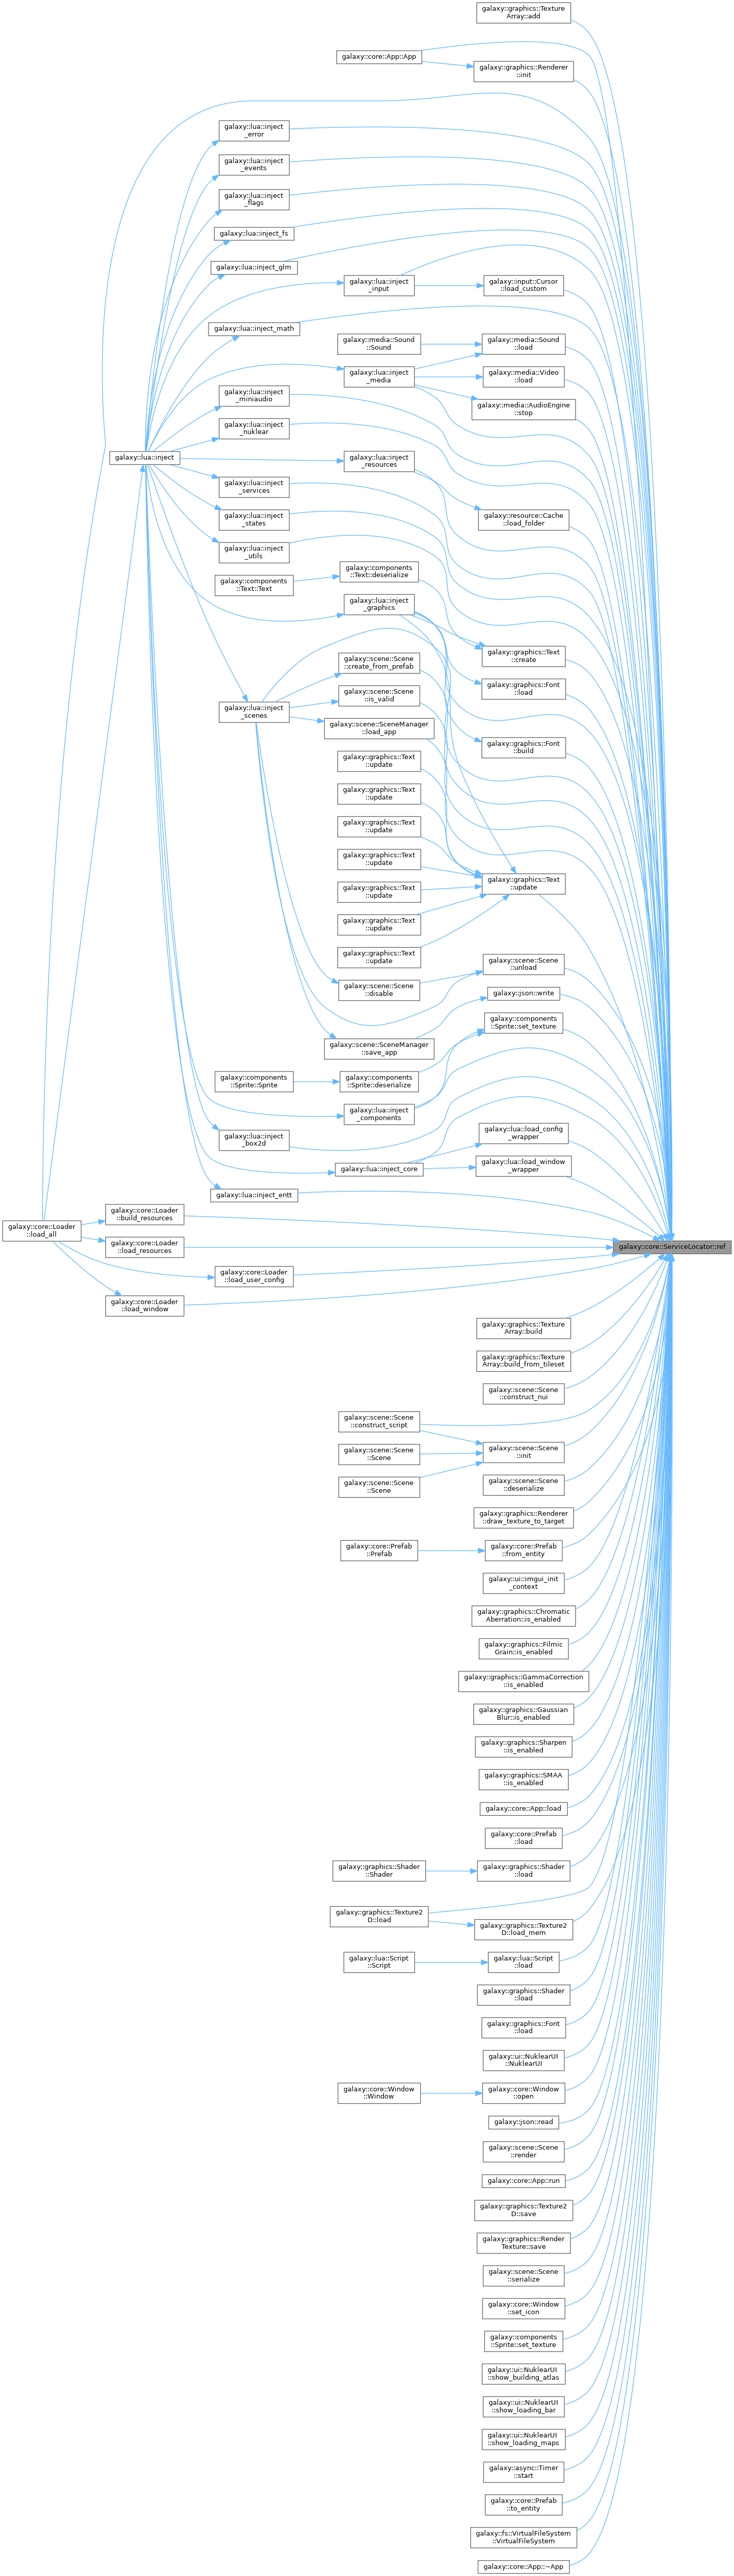 galaxy::graphics::Texture
Array::add
galaxy::core::App::App
galaxy::graphics::Renderer
::init
galaxy::lua::inject
_error
galaxy::lua::inject
_events
galaxy::lua::inject
_flags
galaxy::lua::inject_fs
galaxy::lua::inject_glm
galaxy::lua::inject
_input
galaxy::input::Cursor
::load_custom
galaxy::lua::inject_math
galaxy::media::Sound
::Sound
galaxy::media::Sound
::load
galaxy::lua::inject
_media
galaxy::media::Video
::load
galaxy::lua::inject
_miniaudio
galaxy::media::AudioEngine
::stop
galaxy::lua::inject
_nuklear
galaxy::lua::inject
galaxy::lua::inject
_resources
galaxy::lua::inject
_services
galaxy::lua::inject
_states
galaxy::resource::Cache
::load_folder
galaxy::lua::inject
_utils
galaxy::components
::Text::Text
galaxy::components
::Text::deserialize
galaxy::lua::inject
_graphics
galaxy::graphics::Text
::create
galaxy::scene::Scene
::create_from_prefab
galaxy::graphics::Font
::load
galaxy::scene::Scene
::is_valid
galaxy::lua::inject
_scenes
galaxy::scene::SceneManager
::load_app
galaxy::graphics::Font
::build
galaxy::graphics::Text
::update
galaxy::graphics::Text
::update
galaxy::graphics::Text
::update
galaxy::graphics::Text
::update
galaxy::graphics::Text
::update
galaxy::graphics::Text
::update
galaxy::graphics::Text
::update
galaxy::graphics::Text
::update
galaxy::scene::Scene
::unload
galaxy::scene::Scene
::disable
galaxy::json::write
galaxy::components
::Sprite::set_texture
galaxy::scene::SceneManager
::save_app
galaxy::components
::Sprite::Sprite
galaxy::components
::Sprite::deserialize
galaxy::lua::inject
_components
galaxy::lua::inject
_box2d
galaxy::lua::load_config
_wrapper
galaxy::lua::inject_core
galaxy::lua::load_window
_wrapper
galaxy::lua::inject_entt
galaxy::core::Loader
::load_all
galaxy::core::Loader
::build_resources
galaxy::core::Loader
::load_resources
galaxy::core::ServiceLocator::ref
galaxy::core::Loader
::load_user_config
galaxy::core::Loader
::load_window
galaxy::graphics::Texture
Array::build
galaxy::graphics::Texture
Array::build_from_tileset
galaxy::scene::Scene
::construct_nui
galaxy::scene::Scene
::construct_script
galaxy::scene::Scene
::init
galaxy::scene::Scene
::Scene
galaxy::scene::Scene
::Scene
galaxy::scene::Scene
::deserialize
galaxy::graphics::Renderer
::draw_texture_to_target
galaxy::core::Prefab
::Prefab
galaxy::core::Prefab
::from_entity
galaxy::ui::imgui_init
_context
galaxy::graphics::Chromatic
Aberration::is_enabled
galaxy::graphics::Filmic
Grain::is_enabled
galaxy::graphics::GammaCorrection
::is_enabled
galaxy::graphics::Gaussian
Blur::is_enabled
galaxy::graphics::Sharpen
::is_enabled
galaxy::graphics::SMAA
::is_enabled
galaxy::core::App::load
galaxy::core::Prefab
::load
galaxy::graphics::Shader
::Shader
galaxy::graphics::Shader
::load
galaxy::graphics::Texture2
D::load
galaxy::graphics::Texture2
D::load_mem
galaxy::lua::Script
::Script
galaxy::lua::Script
::load
galaxy::graphics::Shader
::load
galaxy::graphics::Font
::load
galaxy::ui::NuklearUI
::NuklearUI
galaxy::core::Window
::Window
galaxy::core::Window
::open
galaxy::json::read
galaxy::scene::Scene
::render
galaxy::core::App::run
galaxy::graphics::Texture2
D::save
galaxy::graphics::Render
Texture::save
galaxy::scene::Scene
::serialize
galaxy::core::Window
::set_icon
galaxy::components
::Sprite::set_texture
galaxy::ui::NuklearUI
::show_building_atlas
galaxy::ui::NuklearUI
::show_loading_bar
galaxy::ui::NuklearUI
::show_loading_maps
galaxy::async::Timer
::start
galaxy::core::Prefab
::to_entity
galaxy::fs::VirtualFileSystem
::VirtualFileSystem
galaxy::core::App::~App